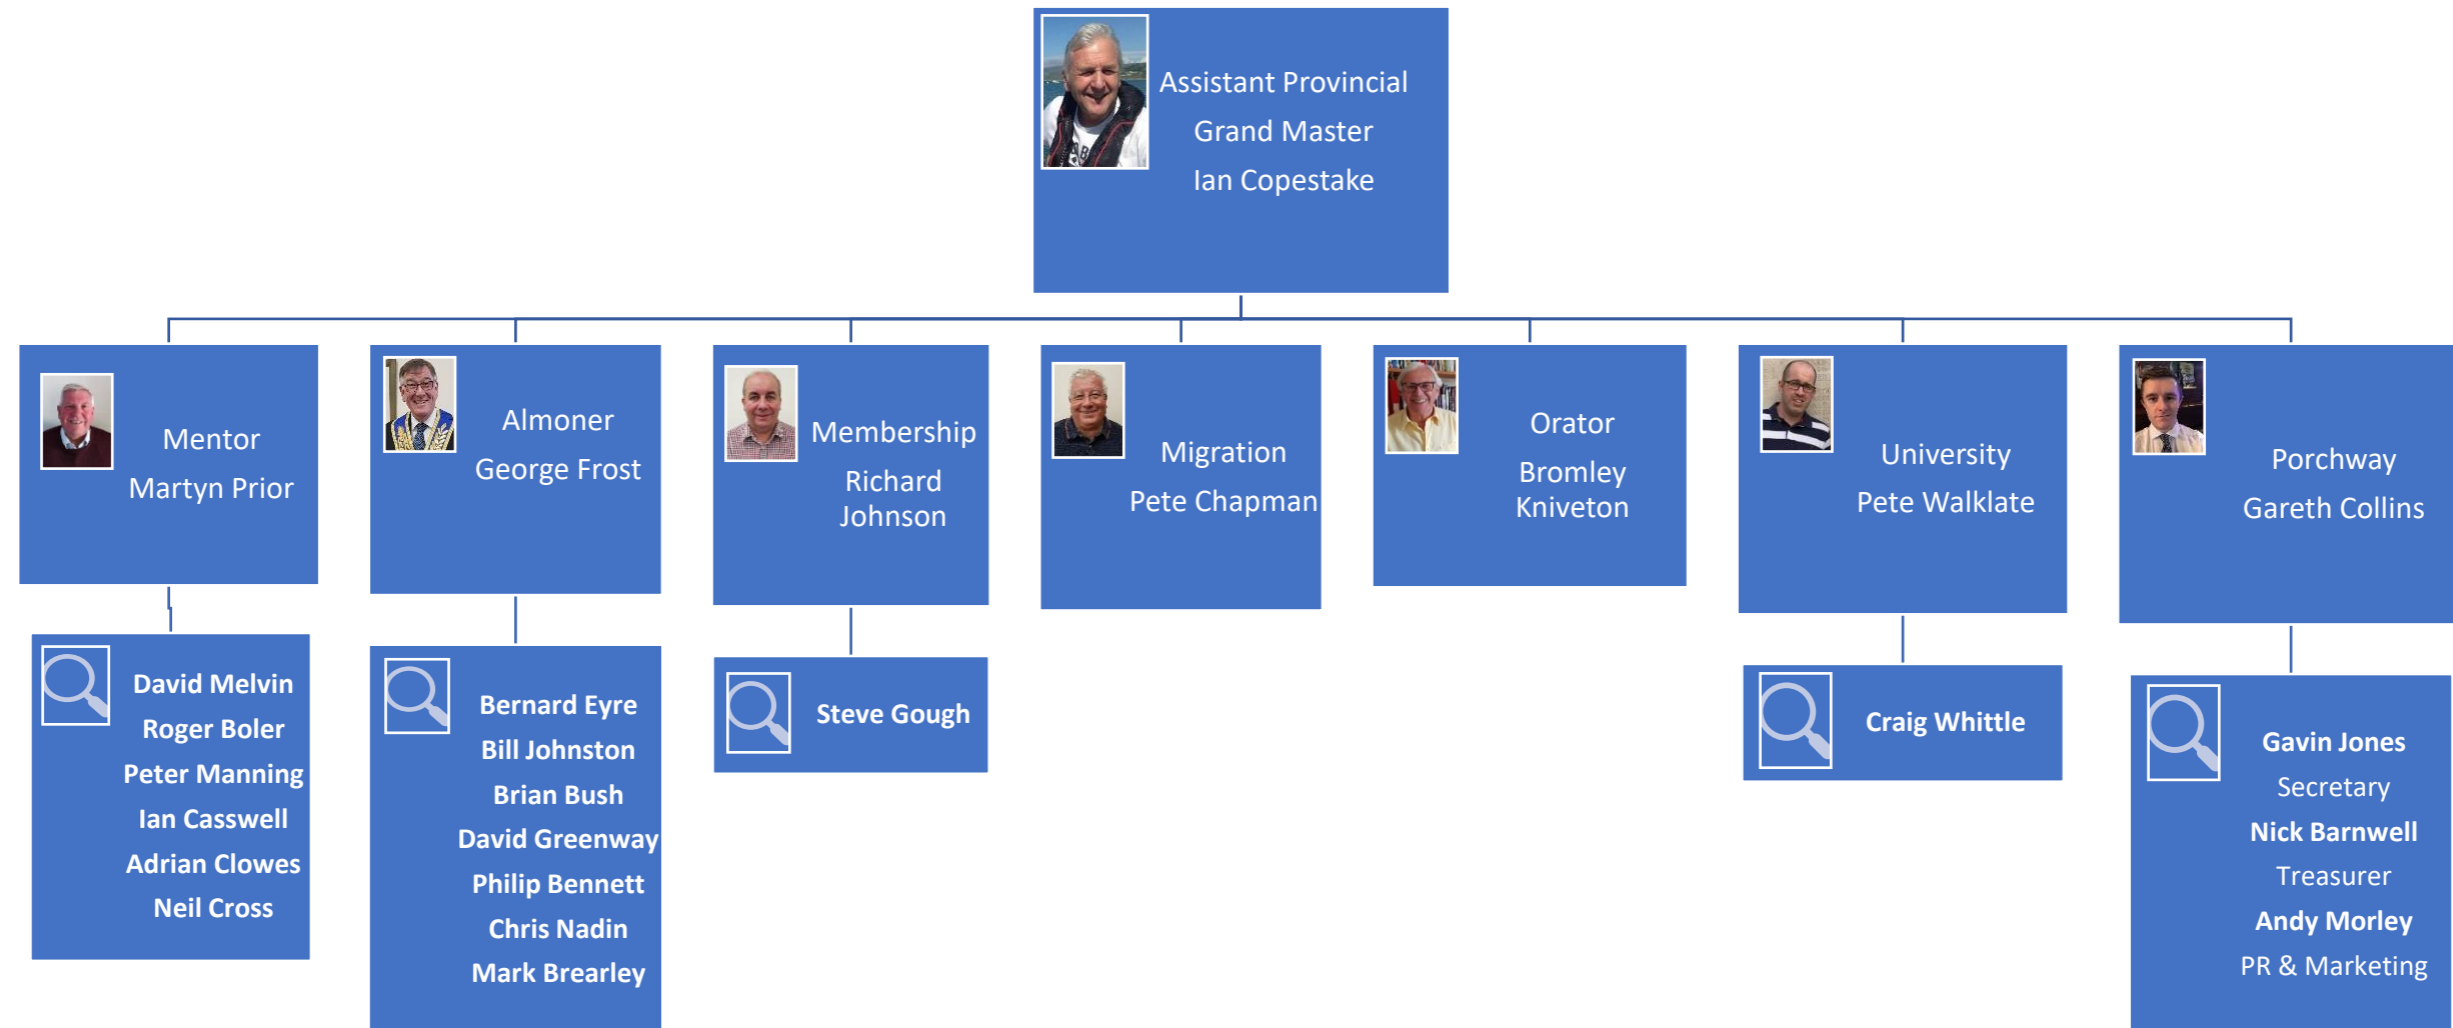 Assistant Provincial
Grand Master
Ian Copestake
Mentor
Martyn Prior
Almoner
George Frost
Membership
Richard
Johnson
Migration
Pete Chapman
Orator
Bromley
Kniveton
University
Pete Walklate
Porchway
Gareth Collins
David Melvin
Roger Boler
Peter Manning
Ian Casswell
Adrian Clowes
Neil Cross
Bernard Eyre
Bill Johnston
Brian Bush
David Greenway
Philip Bennett
Chris Nadin
Mark Brearley
Steve Gough
Craig Whittle
Gavin Jones
Secretary
Nick Barnwell
Treasurer
Andy Morley
PR & Marketing